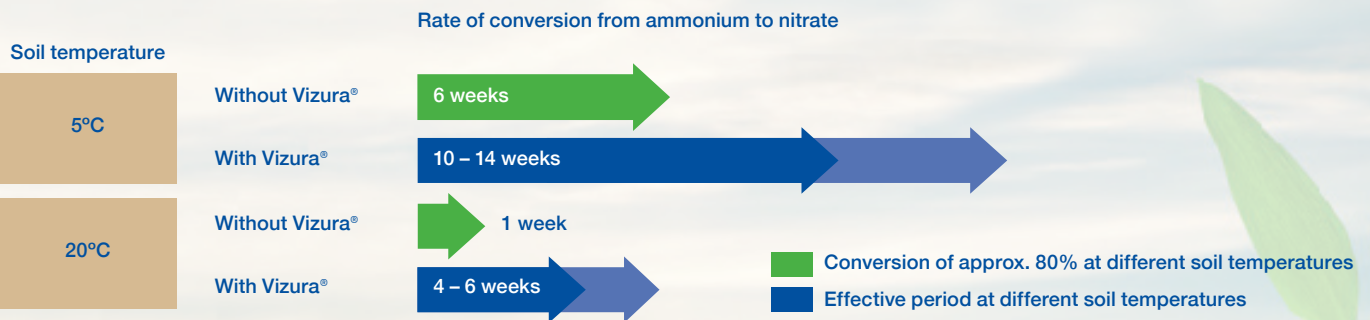 Rate of conversion from ammonium to nitrate
Soil temperature
5ºC
Without Vizura®
6 weeks
With Vizura®
10 – 14 weeks
20ºC
Without Vizura®
1 week
With Vizura®
4 – 6 weeks
Conversion of approx. 80% at different soil temperatures
Effective period at different soil temperatures